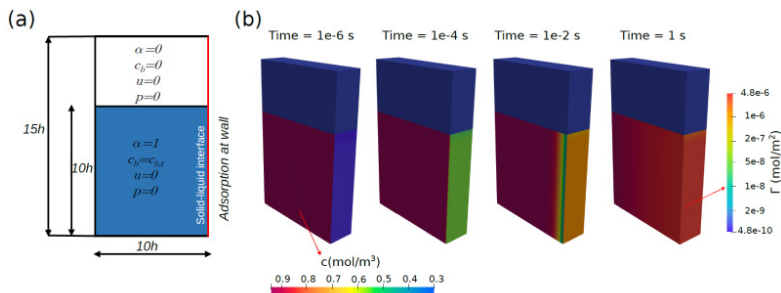 (a)
α=0
c_b=0
u=0
p=0
15h
10h
α=1
c_b=c_{b,i}
u=0
p=0
Solid-liquid interface
Adsorption at wall
10h
(b)
Time = 1e-6 s
Time = 1e-4 s
Time = 1e-2 s
Time = 1 s
4.8e-6
1e-6
2e-7
5e-8
1e-8
2e-9
4.8e-10
Γ (mol/m²)
c(mol/m³)
0.9 0.8 0.7 0.6 0.5 0.4 0.3